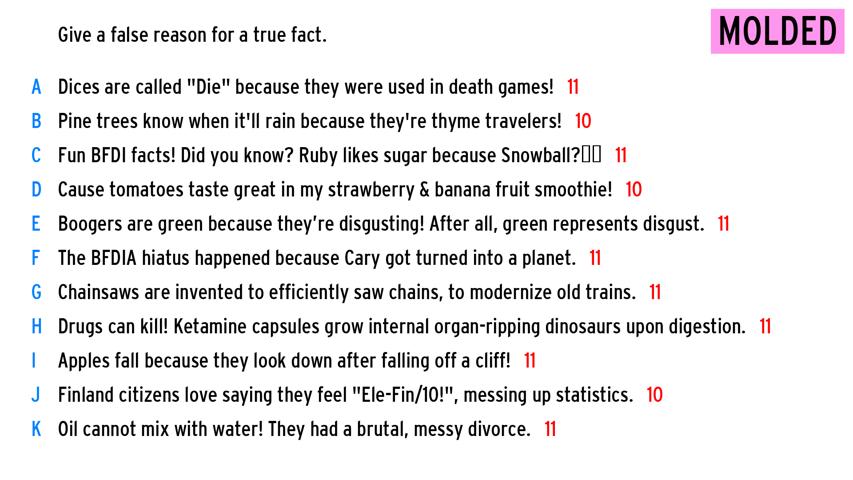 Give a false reason for a true fact.
MOLDED
A Dices are called "Die" because they were used in death games! 11
B Pine trees know when it'll rain because they're thyme travelers! 10
C Fun BFDI facts! Did you know? Ruby likes sugar because Snowball?▯▯ 11
D Cause tomatoes taste great in my strawberry & banana fruit smoothie! 10
E Boogers are green because they’re disgusting! After all, green represents disgust. 11
F The BFDIA hiatus happened because Cary got turned into a planet. 11
G Chainsaws are invented to efficiently saw chains, to modernize old trains. 11
H Drugs can kill! Ketamine capsules grow internal organ-ripping dinosaurs upon digestion. 11
I Apples fall because they look down after falling off a cliff! 11
J Finland citizens love saying they feel "Ele-Fin/10!", messing up statistics. 10
K Oil cannot mix with water! They had a brutal, messy divorce. 11